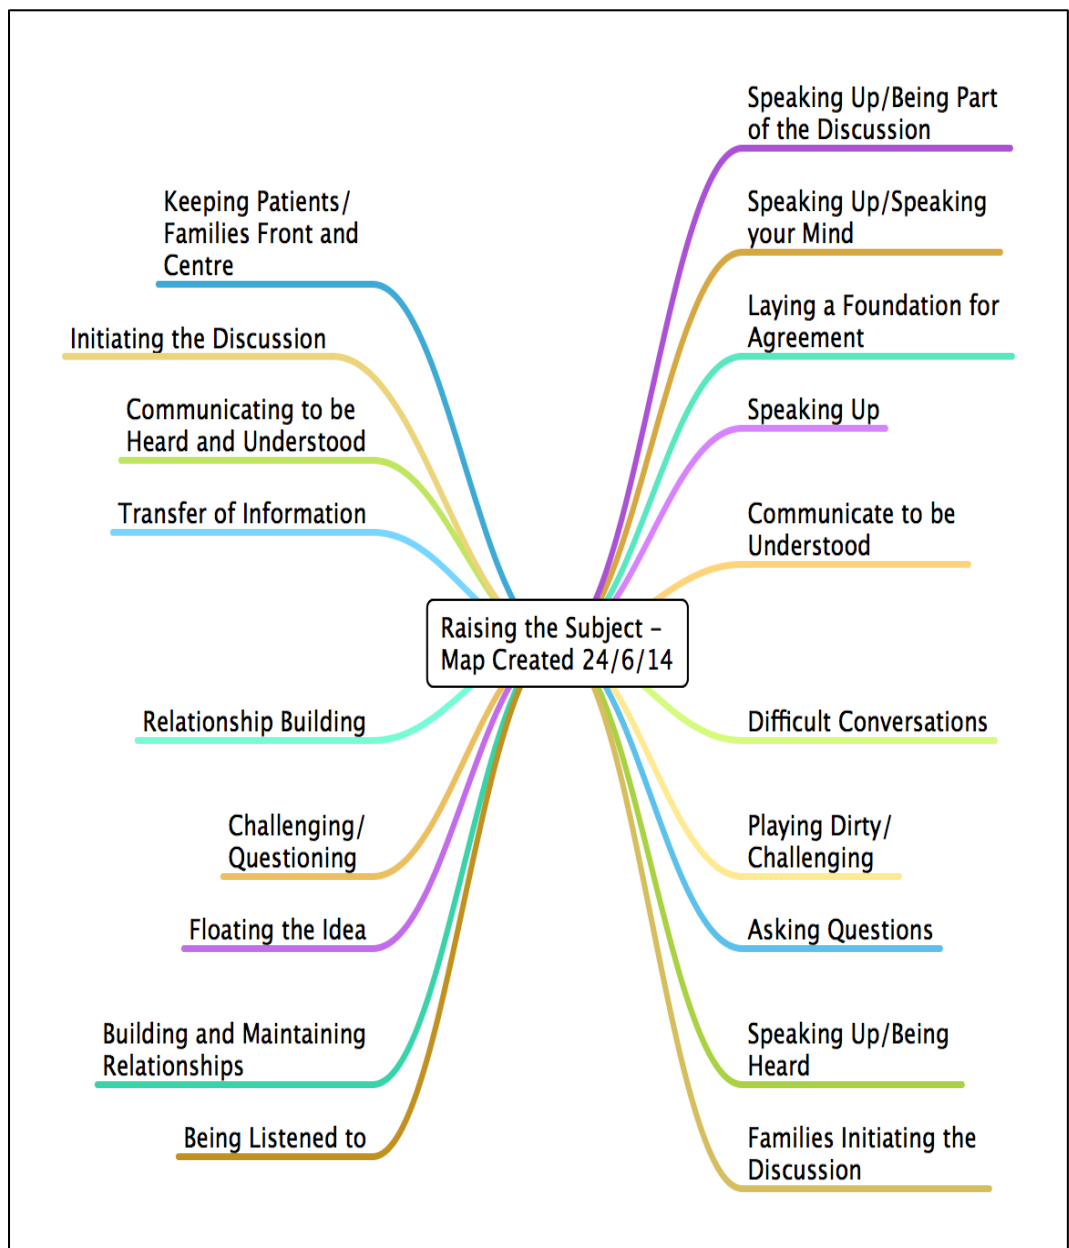 Speaking Up/Being Part
of the Discussion
Speaking Up/Speaking
your Mind
Laying a Foundation for
Agreement
Speaking Up
Communicate to be
Understood
Keeping Patients/
Families Front and
Centre
Initiating the Discussion
Communicating to be
Heard and Understood
Transfer of Information
Raising the Subject –
Map Created 24/6/14
Relationship Building
Challenging/
Questioning
Floating the Idea
Building and Maintaining
Relationships
Being Listened to
Difficult Conversations
Playing Dirty/
Challenging
Asking Questions
Speaking Up/Being
Heard
Families Initiating the
Discussion